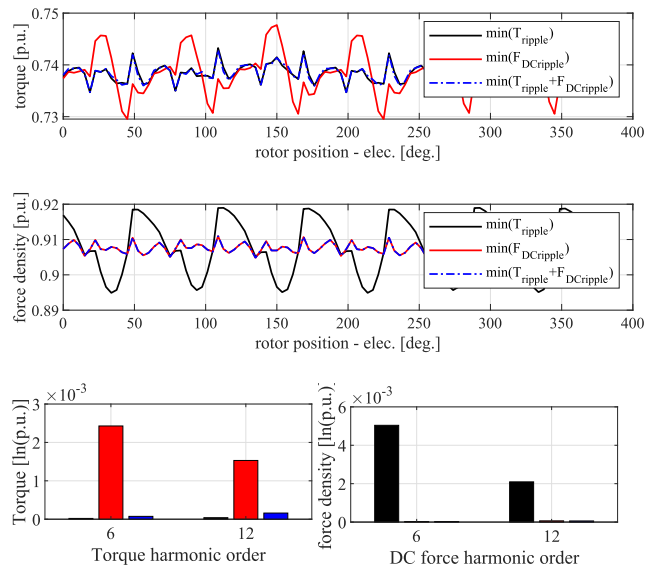 0.75
0.74
0.73
torque [p.u.]
min(T_ripple)
min(F_DCripple)
min(T_ripple+F_DCripple)
0 50 100 150 200 250 300 350 400
rotor position - elec. [deg.]
0.92
0.91
0.9
0.89
force density [p.u.]
min(T_ripple)
min(F_DCripple)
min(T_ripple+F_DCripple)
0 50 100 150 200 250 300 350 400
rotor position - elec. [deg.]
×10^-3
3
2
1
0
Torque [ln(p.u.)]
6 12
Torque harmonic order
×10^-3
6
4
2
0
force density [ln(p.u.)
6 12
DC force harmonic order